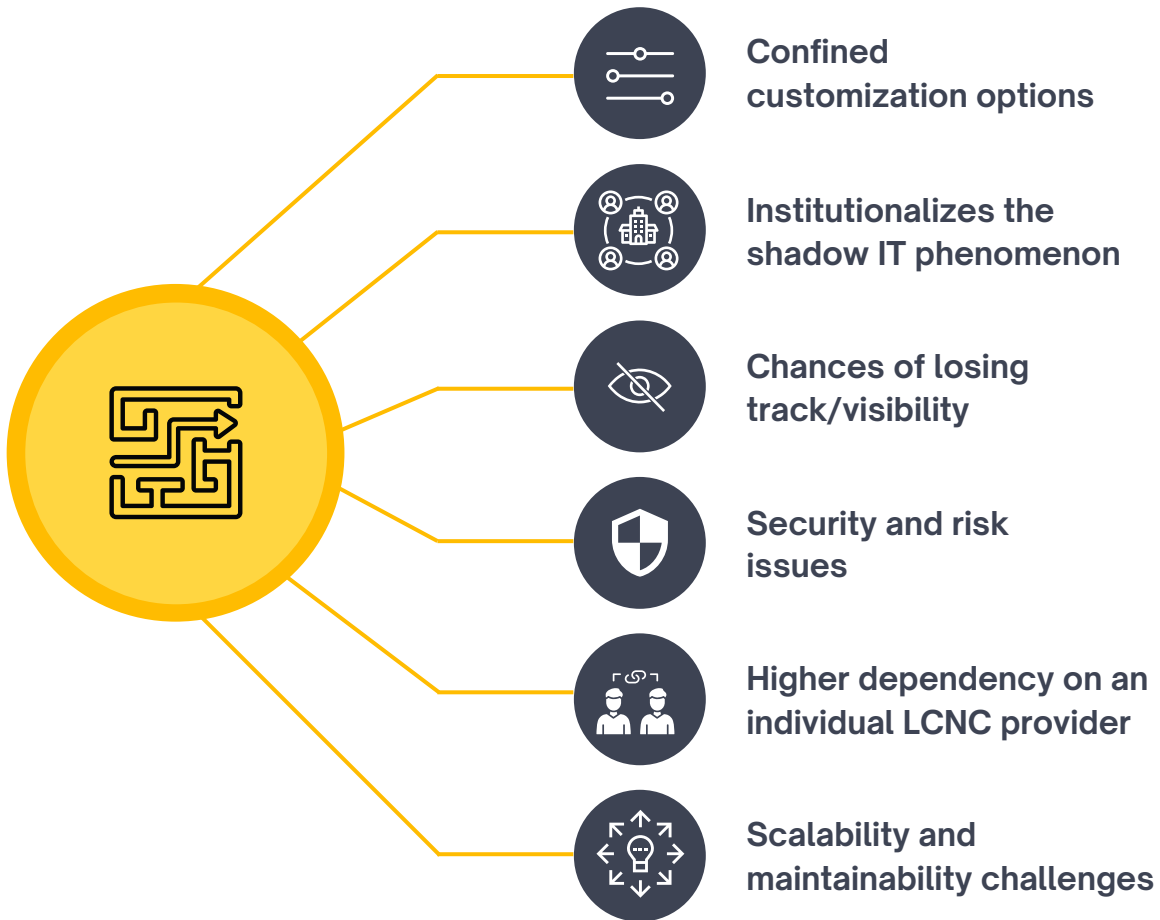 Confined
customization options
Institutionalizes the
shadow IT phenomenon
Chances of losing
track/visibility
Security and risk
issues
Higher dependency on an
individual LCNC provider
Scalability and
maintainability challenges